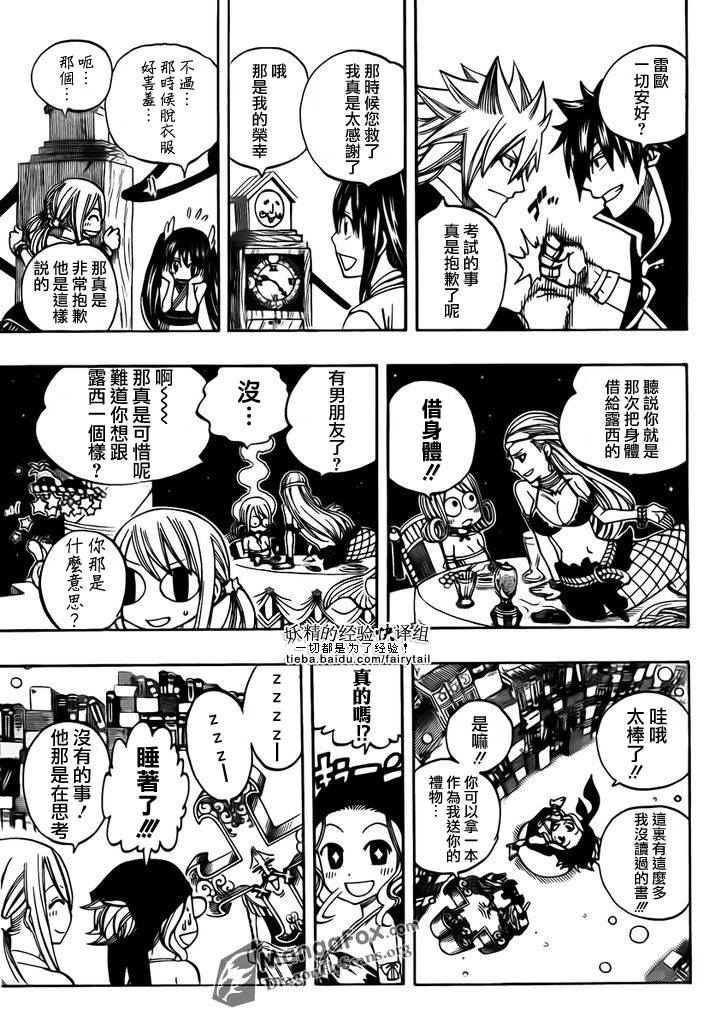 雷歐
一切安好?
考試的事
真是抱歉了呢
那時候您救了
我真是太感謝了
哦
那是我的榮幸
不過…
那時候脫衣服
好害羞…
呃…
那個…
那真是
非常抱歉
他是這樣
說的
聽說你就是
那次把身體
借給露西的
借身體!!
有男朋友了?
沒…
啊~~~
那真是可惜呢
難道你想跟
露西一個樣?
你那是
什麼意思?
妖精的经验快译组
一切都是为了经验!
tieba.baidu.com/fairytail
哇哦
太棒了!!
這裏有這麼多
我沒讀過的書!!!
是嘛!!
你可以拿一本
作為我送你的
禮物…
真的嗎!?
zzzz—
zzz—
睡著了!!!
沒有的事!
他那是在思考
MangaFox.com
DragonflyScans.org